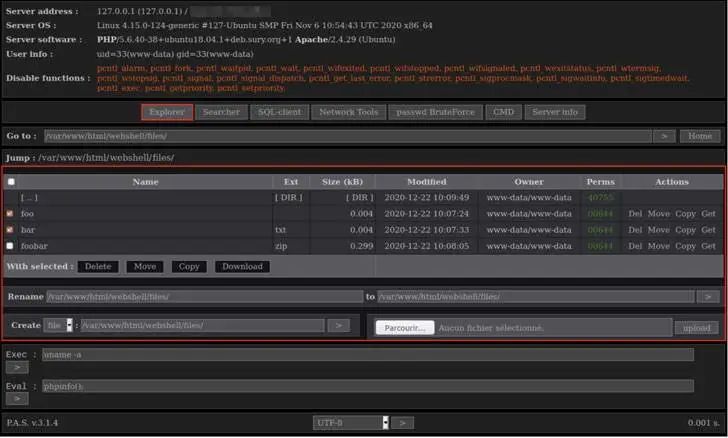 Server address : 127.0.0.1 (127.0.0.1) /
Server OS : Linux 4.15.0-124-generic #127-Ubuntu SMP Fri Nov 6 10:54:43 UTC 2020 x86_64
Server software : PHP/5.6.40-38+ubuntu18.04.1+deb.sury.org+1 Apache/2.4.29 (Ubuntu)
User info : uid=33(www-data) gid=33(www-data)
Disable functions : pcntl_alarm, pcntl_fork, pcntl_waitpid, pcntl_wait, pcntl_wifexited, pcntl_wifstopped, pcntl_wifsignaled, pcntl_wexitstatus, pcntl_wtermsig,
pcntl_wstopsig, pcntl_signal, pcntl_signal_dispatch, pcntl_get_last_error, pcntl_strerror, pcntl_sigprocmask, pcntl_sigwaitinfo, pcntl_sigtimedwait,
pcntl_exec, pcntl_getpriority, pcntl_setpriority,
Explorer Searcher SQL-client Network Tools passwd BruteForce CMD Server info
Go to : /var/www/html/webshell/files/ > Home
Jump : /var/www/html/webshell/files/
Name Ext Size (kB) Modified Owner Perms Actions
[ .. ] [ DIR ] [ DIR ] 2020-12-22 10:09:49 www-data/www-data 40755
foo 0.004 2020-12-22 10:07:24 www-data/www-data 00644 Del Move Copy Get
bar txt 0.004 2020-12-22 10:07:33 www-data/www-data 00644 Del Move Copy Get
foobar zip 0.299 2020-12-22 10:08:05 www-data/www-data 00644 Del Move Copy Get
With selected : Delete Move Copy Download
Rename /var/www/html/webshell/files/ to /var/www/html/webshell/files/ >
Create file : /var/www/html/webshell/files/ > Parcourir... Aucun fichier sélectionné. upload
Exec : uname -a
>
Eval : phpinfo();
>
P.A.S. v.3.1.4 UTF-8 > 0.001 s.